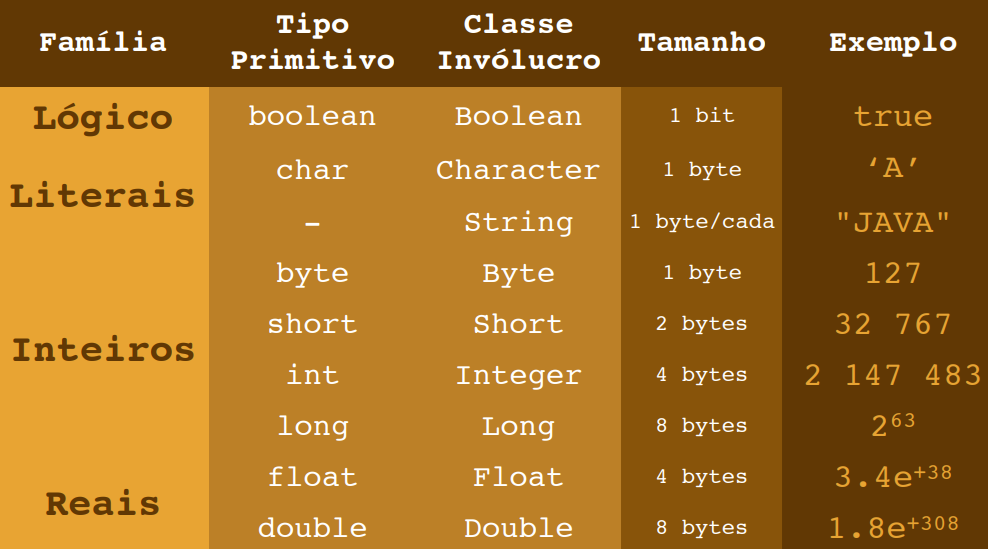 Família Tipo Primitivo Classe Invólucro Tamanho Exemplo
Lógico boolean Boolean 1 bit true
Literais char Character 1 byte ‘A’
– String 1 byte/cada "JAVA"
Inteiros byte Byte 1 byte 127
short Short 2 bytes 32 767
int Integer 4 bytes 2 147 483
long Long 8 bytes 2⁶³
Reais float Float 4 bytes 3.4e⁺³⁸
double Double 8 bytes 1.8e⁺³⁰⁸